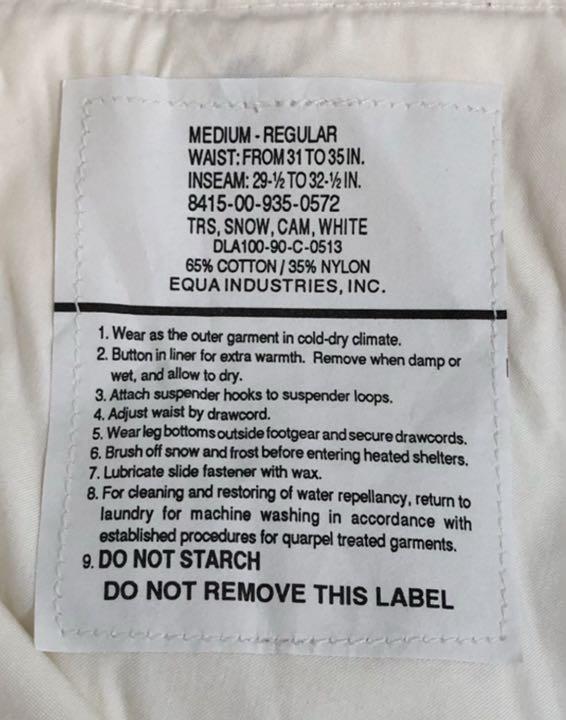 MEDIUM - REGULAR
WAIST: FROM 31 TO 35 IN.
INSEAM: 29-½ TO 32-½ IN.
8415-00-935-0572
TRS, SNOW, CAM, WHITE
DLA100-90-C-0513
65% COTTON / 35% NYLON
EQUA INDUSTRIES, INC.
1. Wear as the outer garment in cold-dry climate.
2. Button in liner for extra warmth. Remove when damp or
wet, and allow to dry.
3. Attach suspender hooks to suspender loops.
4. Adjust waist by drawcord.
5. Wear leg bottoms outside footgear and secure drawcords.
6. Brush off snow and frost before entering heated shelters.
7. Lubricate slide fastener with wax.
8. For cleaning and restoring of water repellancy, return to
laundry for machine washing in accordance with
established procedures for quarpel treated garments.
9. DO NOT STARCH
DO NOT REMOVE THIS LABEL